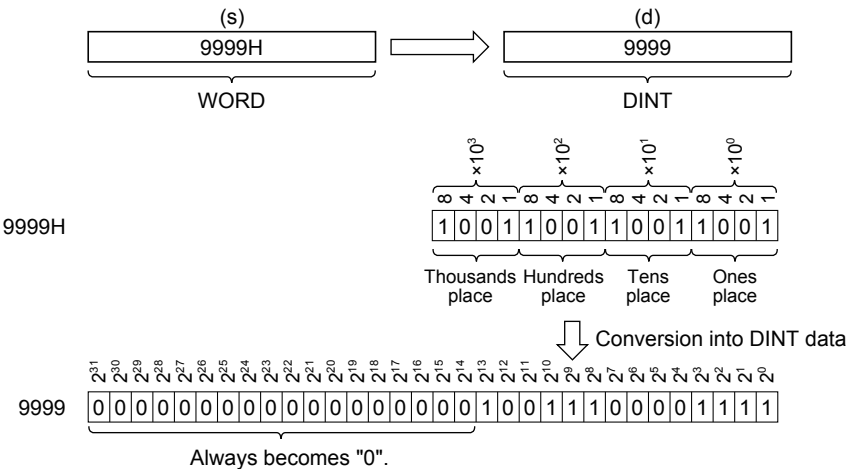 (s) (d)
9999H 9999
WORD DINT
×10³ ×10² ×10¹ ×10⁰
8 4 2 1 8 4 2 1 8 4 2 1 8 4 2 1
9999H 1 0 0 1 1 0 0 1 1 0 0 1 1 0 0 1
Thousands place Hundreds place Tens place Ones place
Conversion into DINT data
2³¹ 2³⁰ 2²⁹ 2²⁸ 2²⁷ 2²⁶ 2²⁵ 2²⁴ 2²³ 2²² 2²¹ 2²⁰ 2¹⁹ 2¹⁸ 2¹⁷ 2¹⁶ 2¹⁵ 2¹⁴ 2¹³ 2¹² 2¹¹ 2¹⁰ 2⁹ 2⁸ 2⁷ 2⁶ 2⁵ 2⁴ 2³ 2² 2¹ 2⁰
9999 0 0 0 0 0 0 0 0 0 0 0 0 0 0 0 0 0 0 1 0 0 1 1 1 0 0 0 0 1 1 1 1
Always becomes "0".